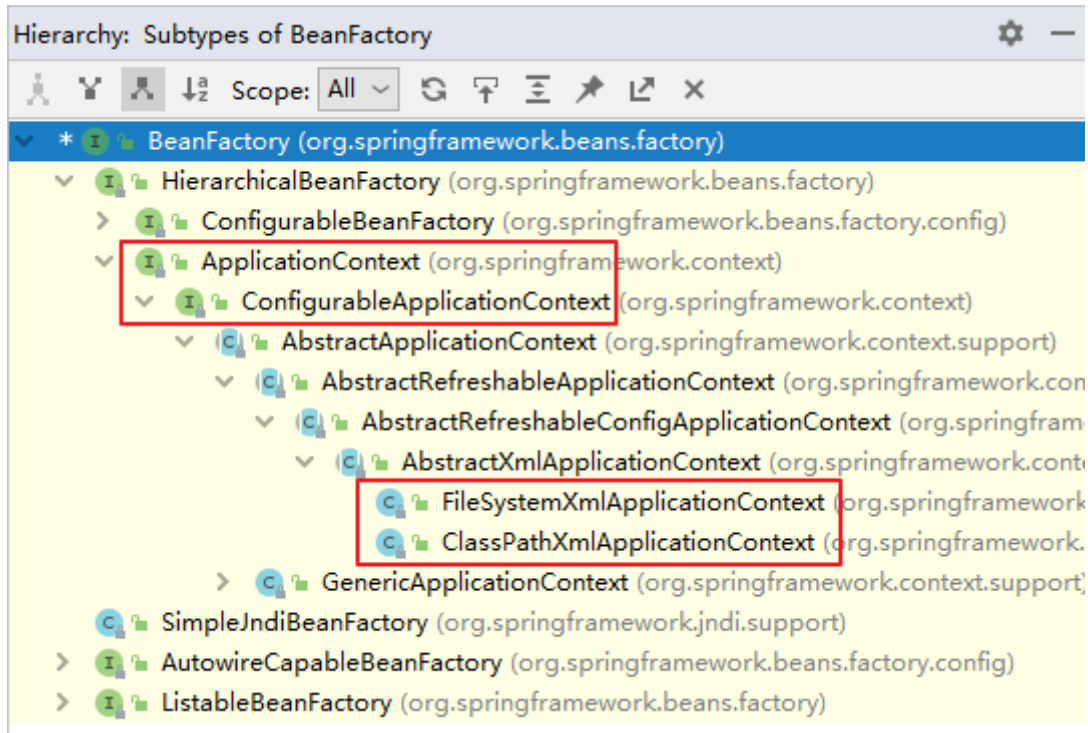 Hierarchy: Subtypes of BeanFactory
Scope: All
* BeanFactory (org.springframework.beans.factory)
HierarchicalBeanFactory (org.springframework.beans.factory)
ConfigurableBeanFactory (org.springframework.beans.factory.config)
ApplicationContext (org.springframework.context)
ConfigurableApplicationContext (org.springframework.context)
AbstractApplicationContext (org.springframework.context.support)
AbstractRefreshableApplicationContext (org.springframework.con
AbstractRefreshableConfigApplicationContext (org.springfram
AbstractXmlApplicationContext (org.springframework.conte
FileSystemXmlApplicationContext (org.springframework
ClassPathXmlApplicationContext (org.springframework.
GenericApplicationContext (org.springframework.context.support)
SimpleJndiBeanFactory (org.springframework.jndi.support)
AutowireCapableBeanFactory (org.springframework.beans.factory.config)
ListableBeanFactory (org.springframework.beans.factory)